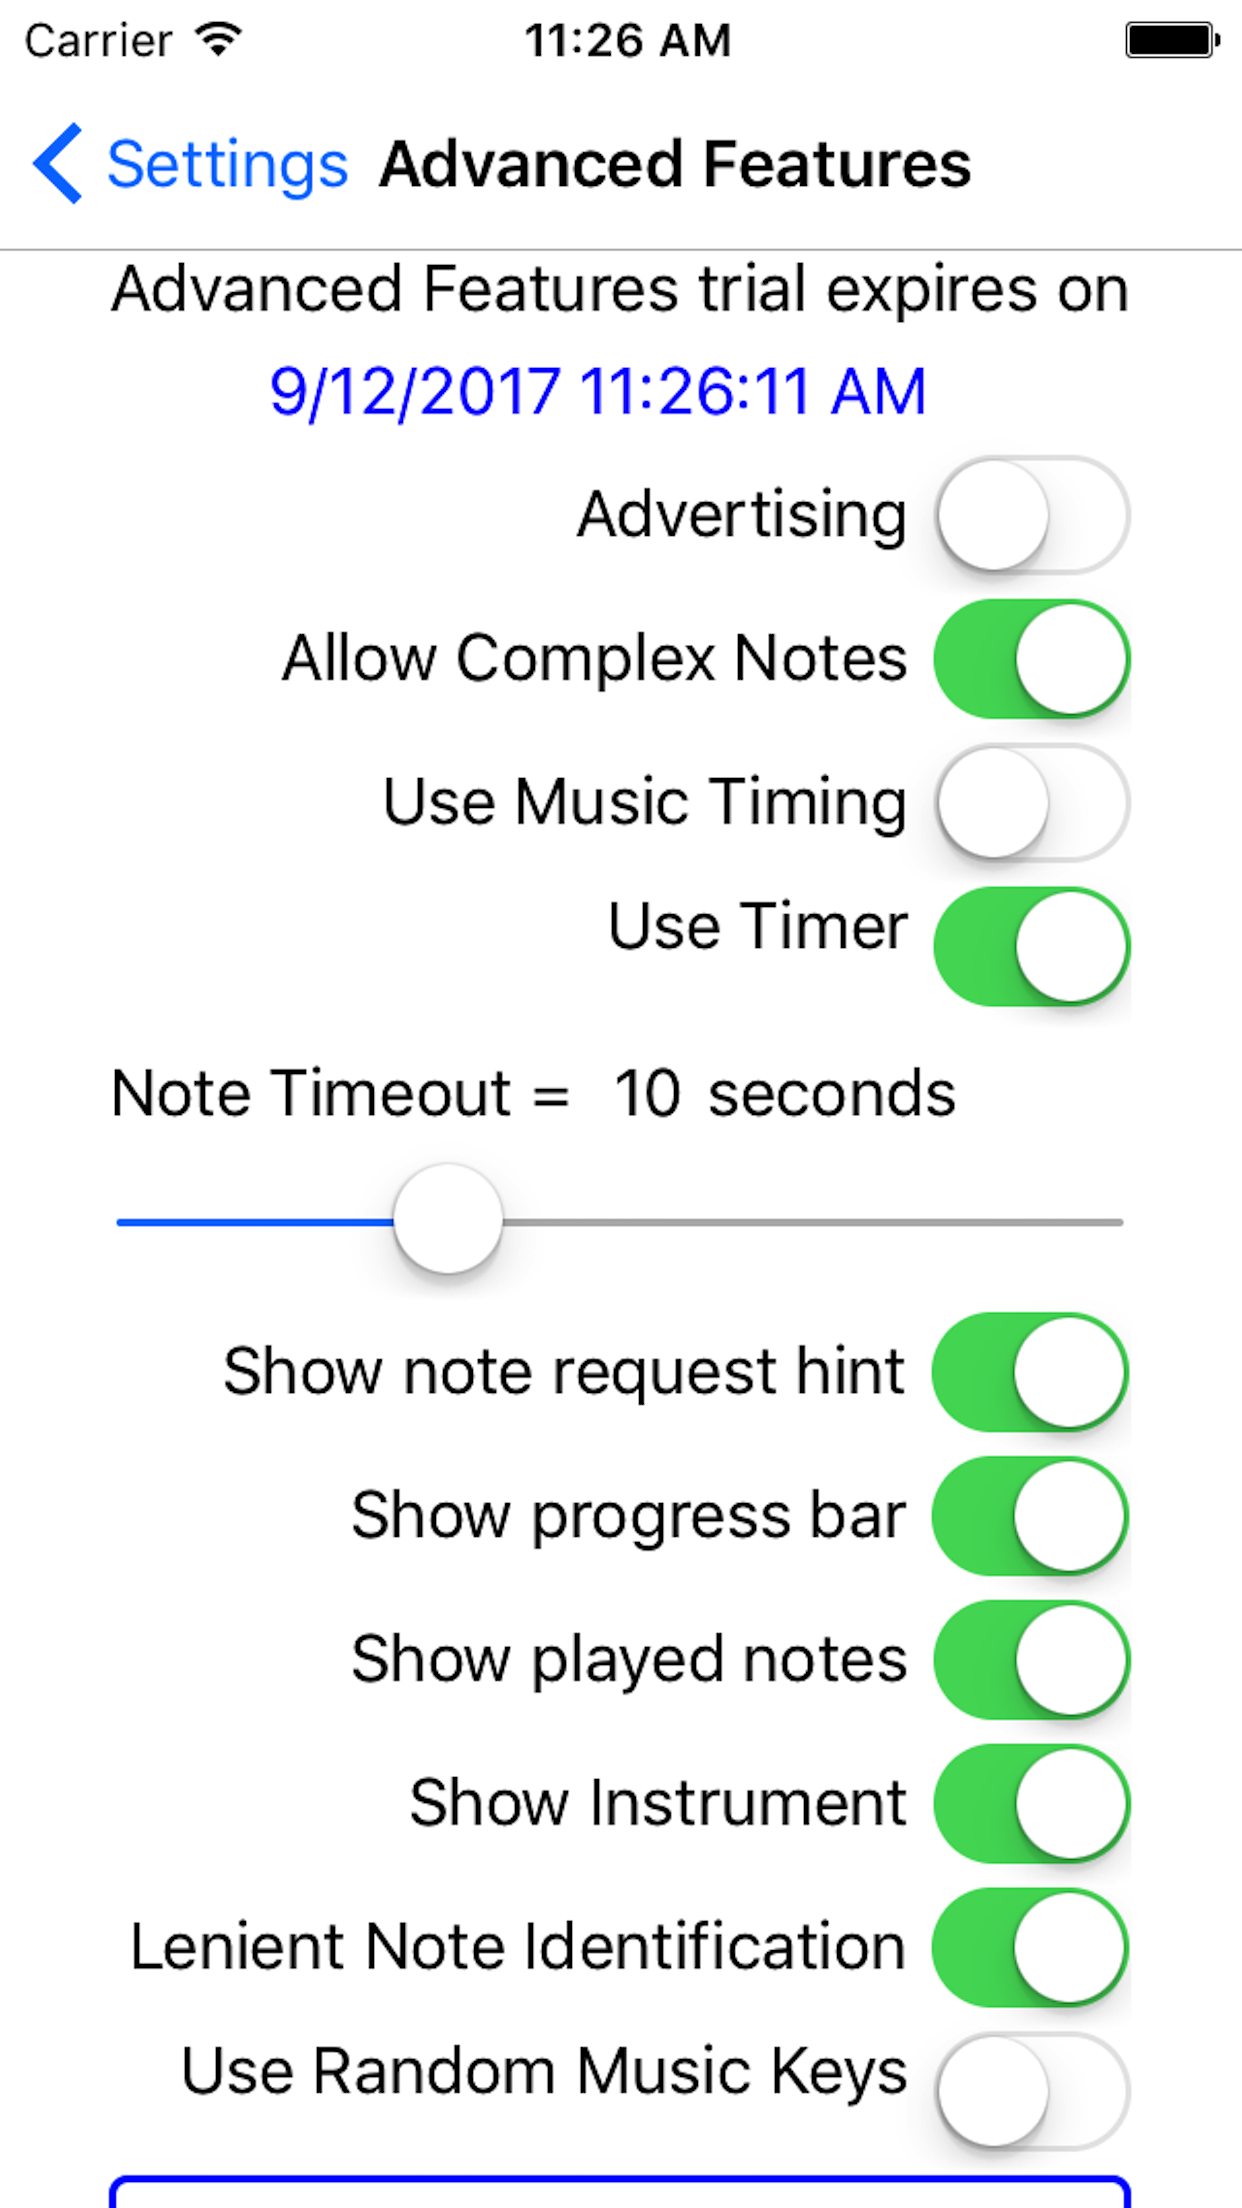 Carrier 11:26 AM
Settings Advanced Features
Advanced Features trial expires on
9/12/2017 11:26:11 AM
Advertising
Allow Complex Notes
Use Music Timing
Use Timer
Note Timeout = 10 seconds
Show note request hint
Show progress bar
Show played notes
Show Instrument
Lenient Note Identification
Use Random Music Keys